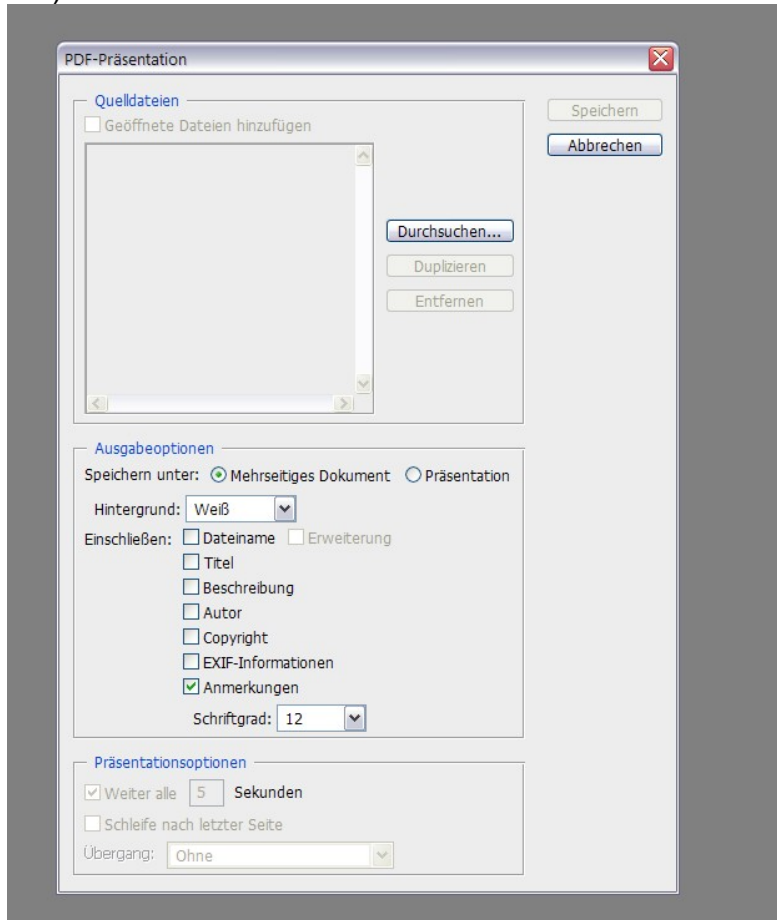 PDF-Präsentation
Quelldateien
Geöffnete Dateien hinzufügen
Speichern
Abbrechen
Durchsuchen...
Duplizieren
Entfernen
Ausgabeoptionen
Speichern unter: Mehrseitiges Dokument Präsentation
Hintergrund: Weiß
Einschließen: Dateiname Erweiterung
Titel
Beschreibung
Autor
Copyright
EXIF-Informationen
Anmerkungen
Schriftgrad: 12
Präsentationsoptionen
Weiter alle 5 Sekunden
Schleife nach letzter Seite
Übergang: Ohne